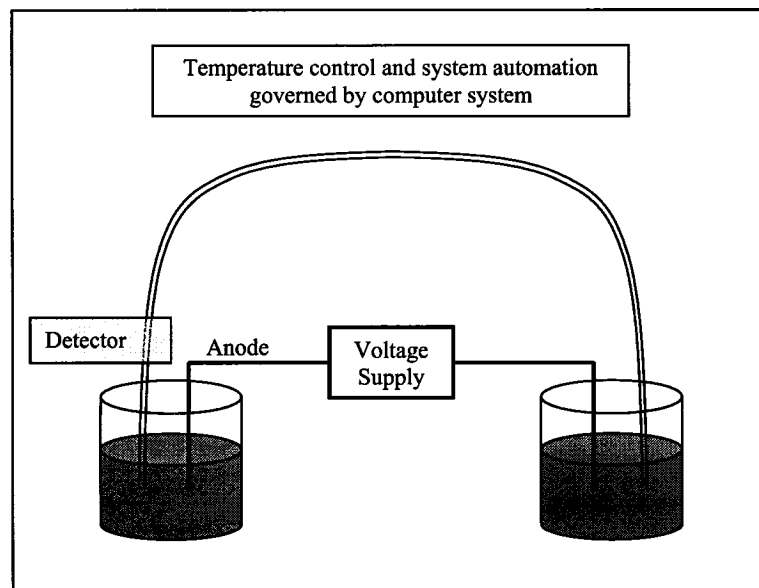 Temperature control and system automation
governed by computer system
Detector
Anode
Voltage
Supply